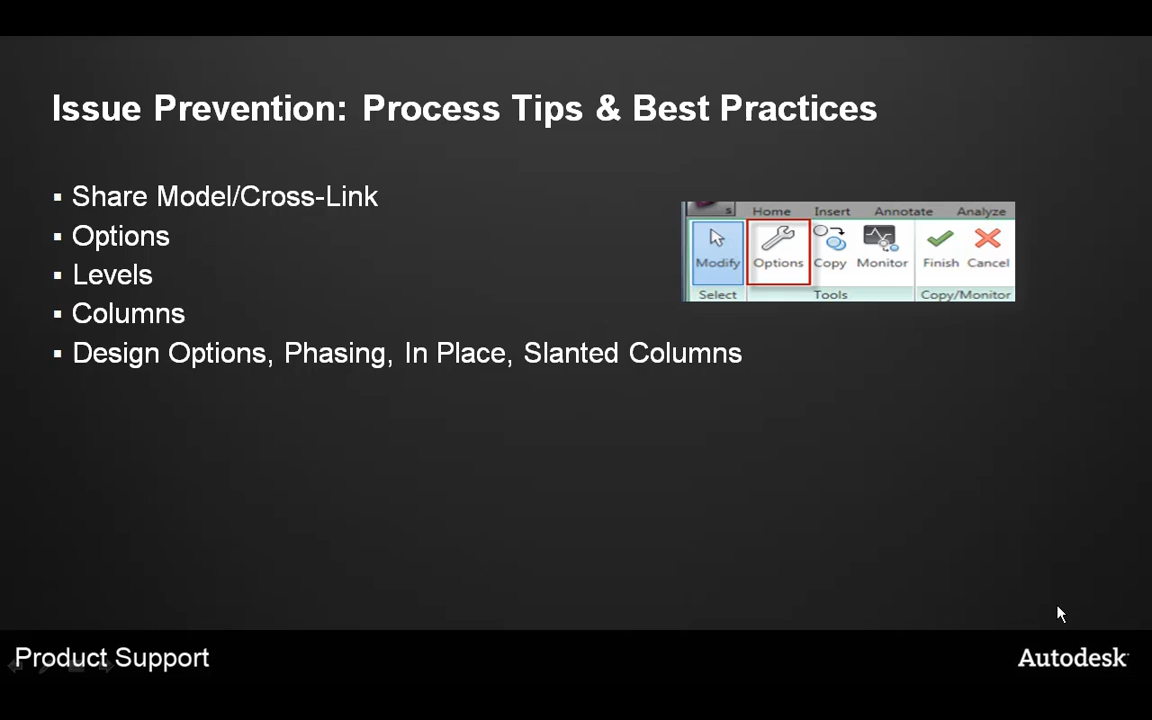 Issue Prevention: Process Tips & Best Practices
▪ Share Model/Cross-Link
▪ Options
▪ Levels
▪ Columns
▪ Design Options, Phasing, In Place, Slanted Columns
s Home Insert Annotate Analyze
Modify Options Copy Monitor Finish Cancel
Select Tools Copy/Monitor
Product Support
Autodesk